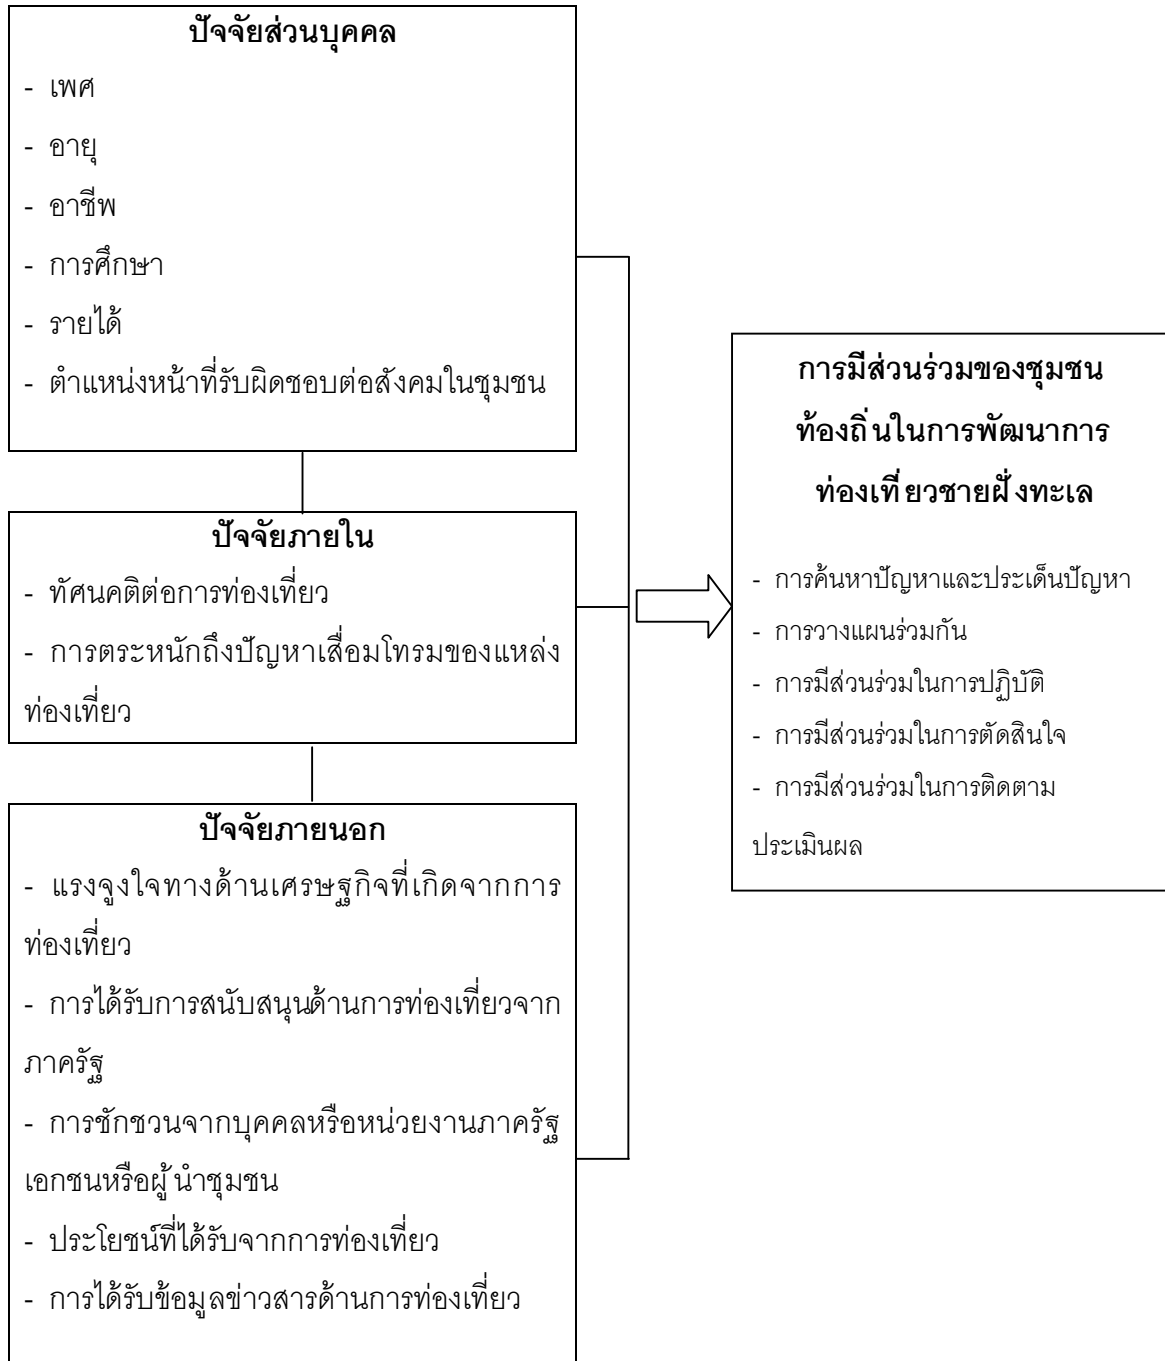 ปัจจัยส่วนบุคคล
- เพศ
- อายุ
- อาชีพ
- การศึกษา
- รายได้
- ตำแหน่งหน้าที่รับผิดชอบต่อสังคมในชุมชน
ปัจจัยภายใน
- ทัศนคติต่อการท่องเที่ยว
- การตระหนักถึงปัญหาเสื่อมโทรมของแหล่ง
ท่องเที่ยว
ปัจจัยภายนอก
- แรงจูงใจทางด้านเศรษฐกิจที่เกิดจากการ
ท่องเที่ยว
- การได้รับการสนับสนุนด้านการท่องเที่ยวจาก
ภาครัฐ
- การชักชวนจากบุคคลหรือหน่วยงานภาครัฐ
เอกชนหรือผู้นำชุมชน
- ประโยชน์ที่ได้รับจากการท่องเที่ยว
- การได้รับข้อมูลข่าวสารด้านการท่องเที่ยว
การมีส่วนร่วมของชุมชน
ท้องถิ่นในการพัฒนาการ
ท่องเที่ยวชายฝั่งทะเล
- การค้นหาปัญหาและประเด็นปัญหา
- การวางแผนร่วมกัน
- การมีส่วนร่วมในการปฏิบัติ
- การมีส่วนร่วมในการตัดสินใจ
- การมีส่วนร่วมในการติดตาม
ประเมินผล